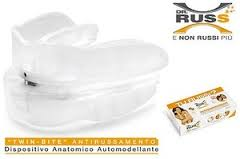 DR. RUSS
E NON RUSSI PIÙ
"TWIN-BITE" ANTIRUSSAMENTO
Dispositivo Anatomico Automodellante